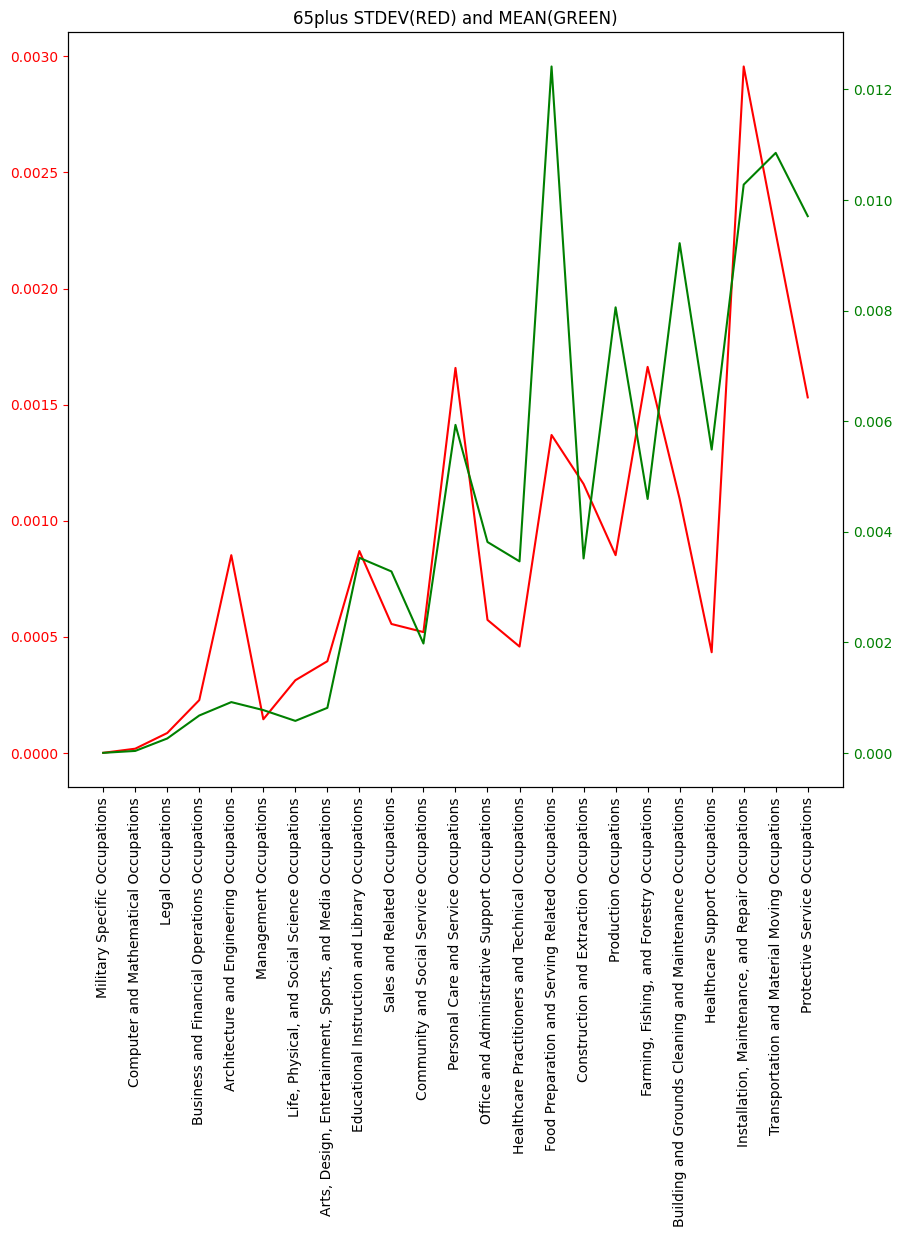 65plus STDEV(RED) and MEAN(GREEN)
0.0030
0.0025
0.0020
0.0015
0.0010
0.0005
0.0000
0.012
0.010
0.008
0.006
0.004
0.002
0.000
Military Specific Occupations
Computer and Mathematical Occupations
Legal Occupations
Business and Financial Operations Occupations
Architecture and Engineering Occupations
Management Occupations
Life, Physical, and Social Science Occupations
Arts, Design, Entertainment, Sports, and Media Occupations
Educational Instruction and Library Occupations
Sales and Related Occupations
Community and Social Service Occupations
Personal Care and Service Occupations
Office and Administrative Support Occupations
Healthcare Practitioners and Technical Occupations
Food Preparation and Serving Related Occupations
Construction and Extraction Occupations
Production Occupations
Farming, Fishing, and Forestry Occupations
Building and Grounds Cleaning and Maintenance Occupations
Healthcare Support Occupations
Installation, Maintenance, and Repair Occupations
Transportation and Material Moving Occupations
Protective Service Occupations